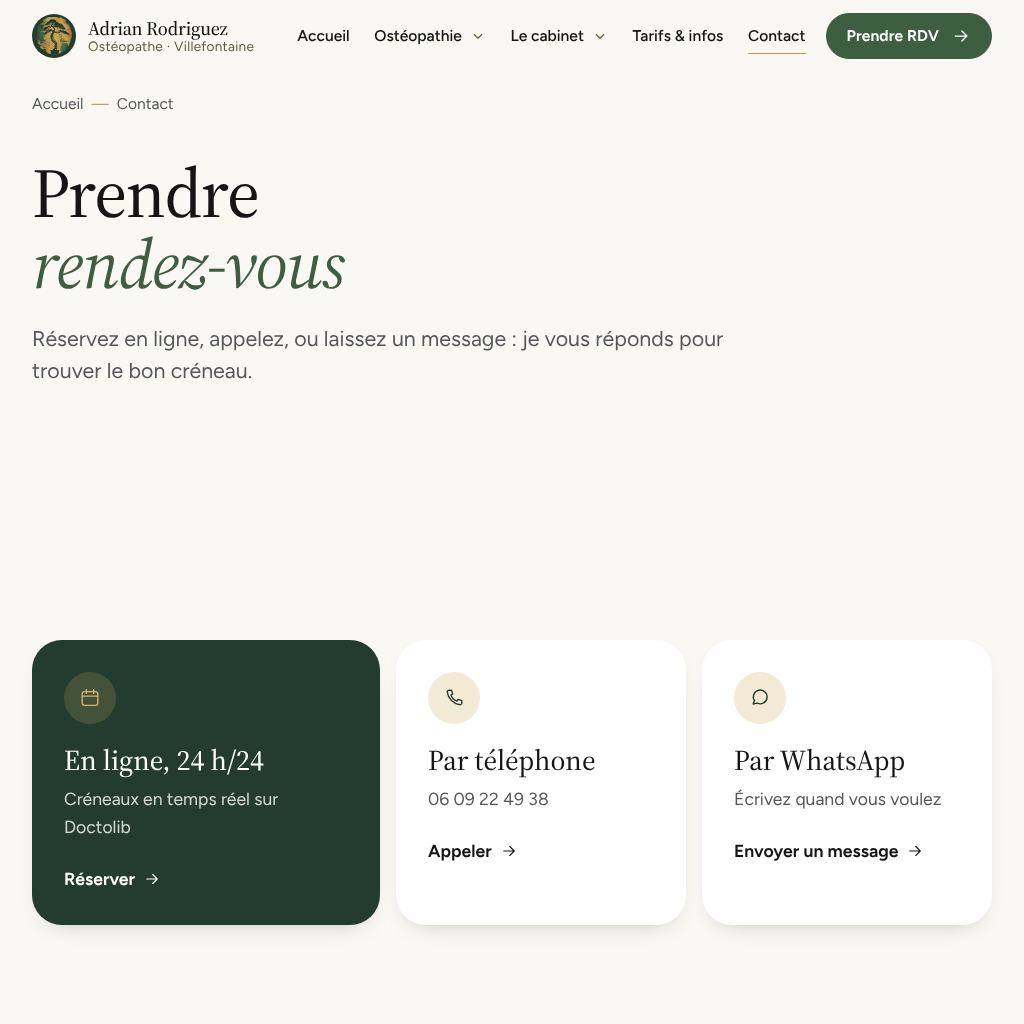 Adrian Rodriguez
Ostéopathe · Villefontaine
Accueil
Ostéopathie
Le cabinet
Tarifs & infos
Contact
Prendre RDV →
Accueil — Contact
Prendre
rendez-vous
Réservez en ligne, appelez, ou laissez un message : je vous réponds pour
trouver le bon créneau.
En ligne, 24 h/24
Créneaux en temps réel sur
Doctolib
Réserver →
Par téléphone
06 09 22 49 38
Appeler →
Par WhatsApp
Écrivez quand vous voulez
Envoyer un message →